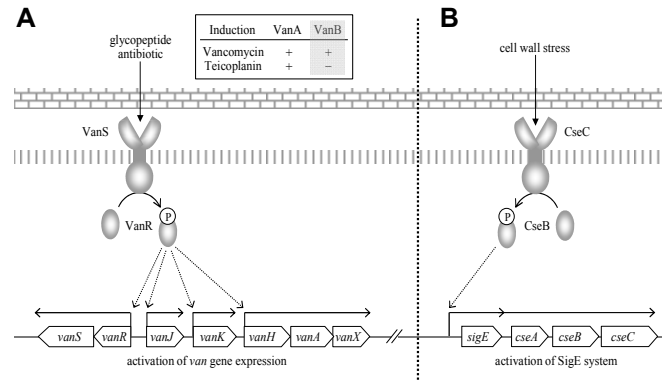 A
B
Induction VanA VanB
Vancomycin + +
Teicoplanin + −
glycopeptide
antibiotic
cell wall stress
VanS
CseC
VanR
P
P
CseB
vanS vanR vanJ vanK vanH vanA vanX
sigE cseA cseB cseC
activation of van gene expression
activation of SigE system